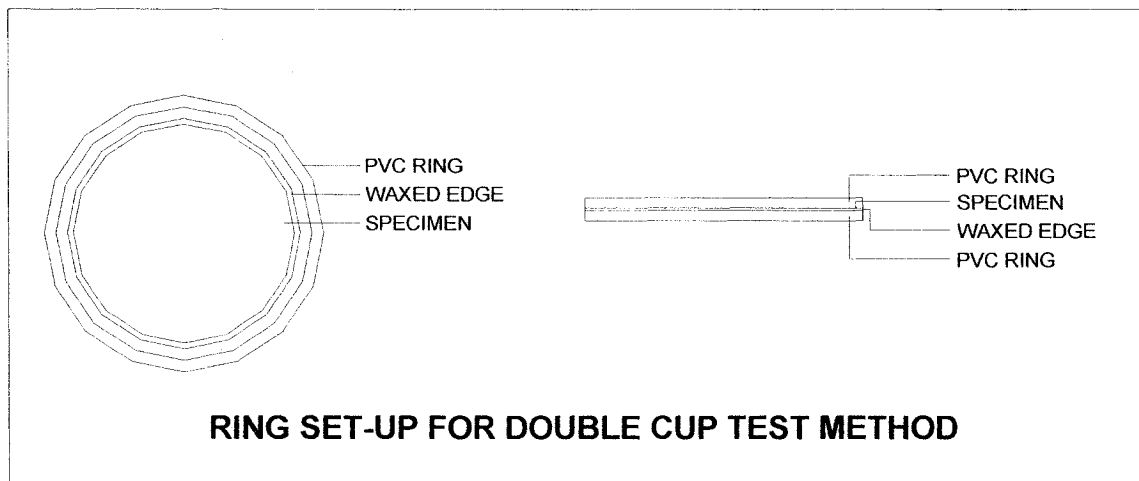 PVC RING
WAXED EDGE
SPECIMEN
PVC RING
SPECIMEN
WAXED EDGE
PVC RING
RING SET-UP FOR DOUBLE CUP TEST METHOD